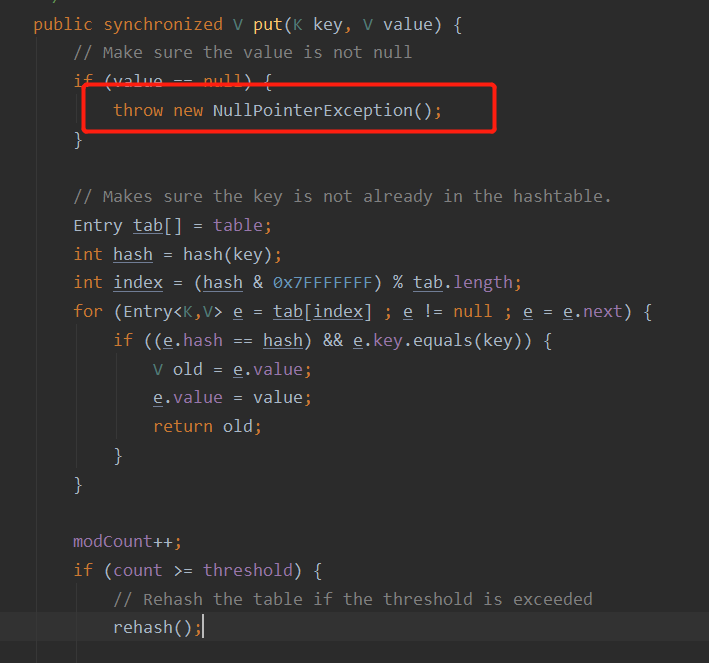 public synchronized V put(K key, V value) {
// Make sure the value is not null
if (value == null) {
throw new NullPointerException();
}
// Makes sure the key is not already in the hashtable.
Entry tab[] = table;
int hash = hash(key);
int index = (hash & 0x7FFFFFFF) % tab.length;
for (Entry<K,V> e = tab[index] ; e != null ; e = e.next) {
if ((e.hash == hash) && e.key.equals(key)) {
V old = e.value;
e.value = value;
return old;
}
}
modCount++;
if (count >= threshold) {
// Rehash the table if the threshold is exceeded
rehash();